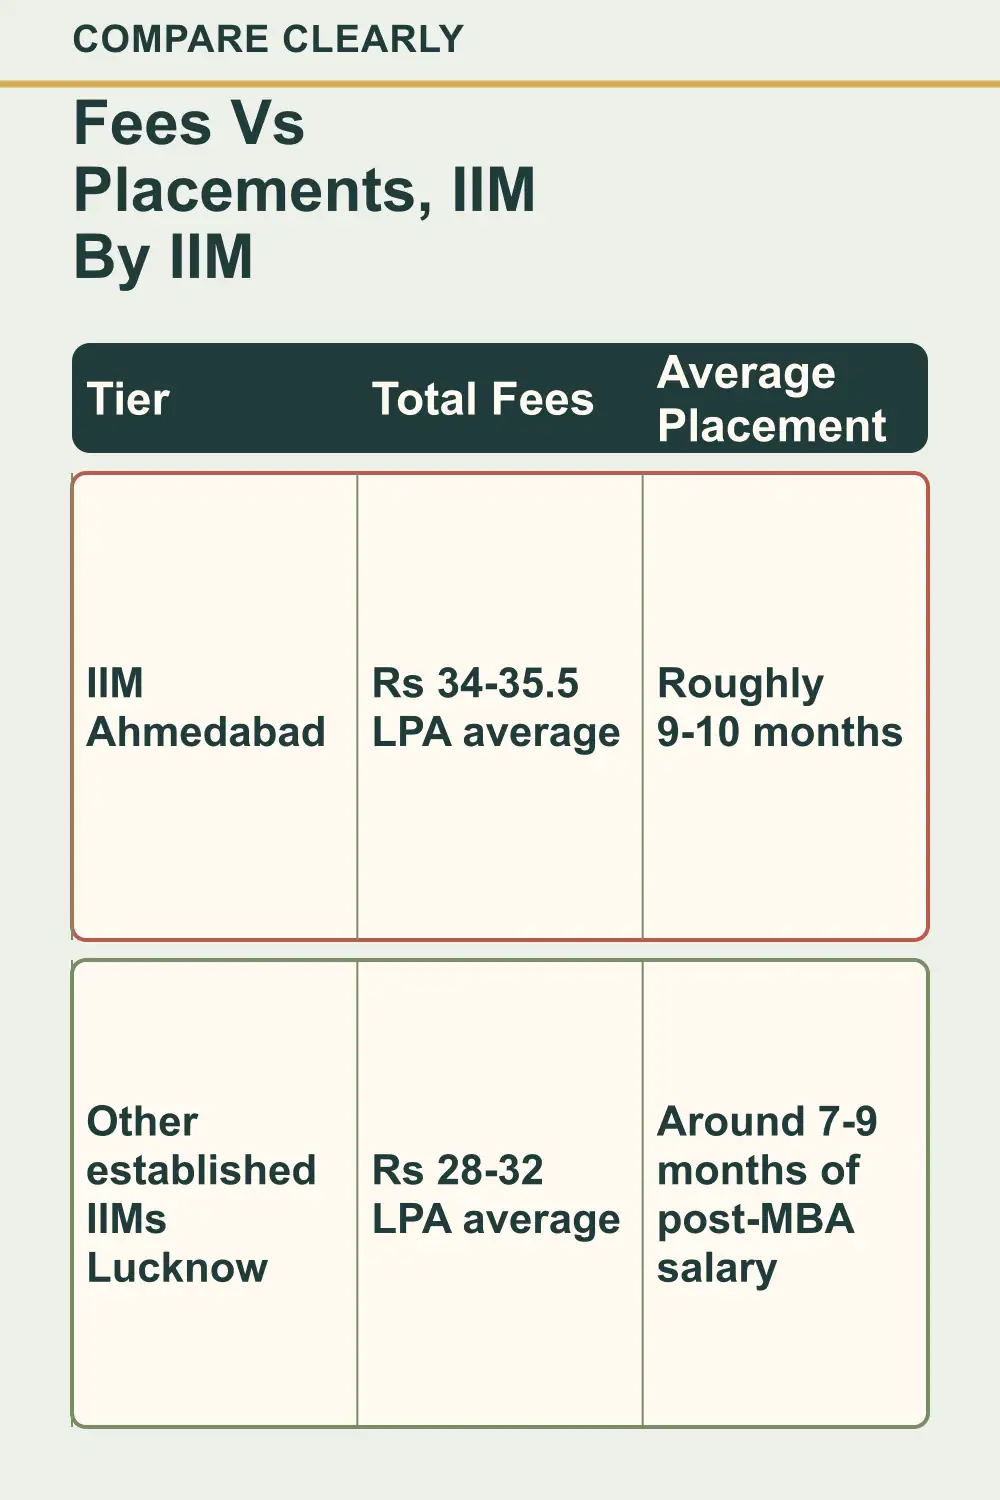 COMPARE CLEARLY
Fees Vs
Placements, IIM
By IIM
Tier
Total Fees
Average
Placement
IIM
Ahmedabad
Rs 34-35.5
LPA average
Roughly
9-10 months
Other
established
IIMs
Lucknow
Rs 28-32
LPA average
Around 7-9
months of
post-MBA
salary